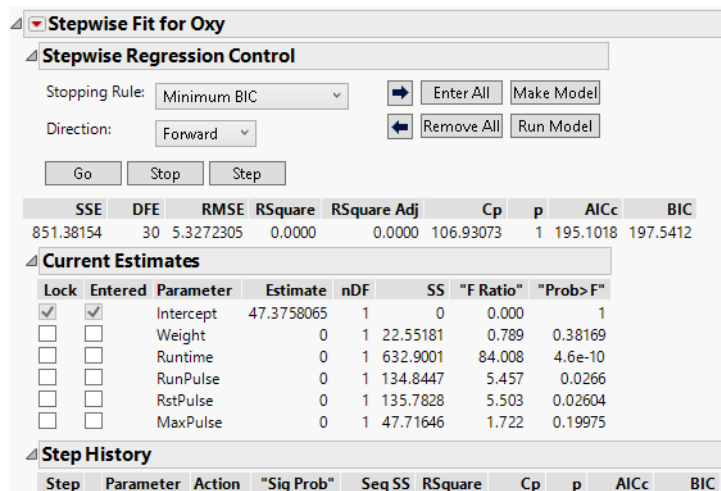 Stepwise Fit for Oxy
Stepwise Regression Control
Stopping Rule: Minimum BIC Enter All Make Model
Direction: Forward Remove All Run Model
Go Stop Step
SSE DFE RMSE RSquare RSquare Adj Cp p AICc BIC
851.38154 30 5.3272305 0.0000 0.0000 106.93073 1 195.1018 197.5412
Current Estimates
Lock Entered Parameter Estimate nDF SS "F Ratio" "Prob>F"
Intercept 47.3758065 1 0 0.000 1
Weight 0 1 22.55181 0.789 0.38169
Runtime 0 1 632.9001 84.008 4.6e-10
RunPulse 0 1 134.8447 5.457 0.0266
RstPulse 0 1 135.7828 5.503 0.02604
MaxPulse 0 1 47.71646 1.722 0.19975
Step History
Step Parameter Action "Sig Prob" Seq SS RSquare Cp p AICc BIC